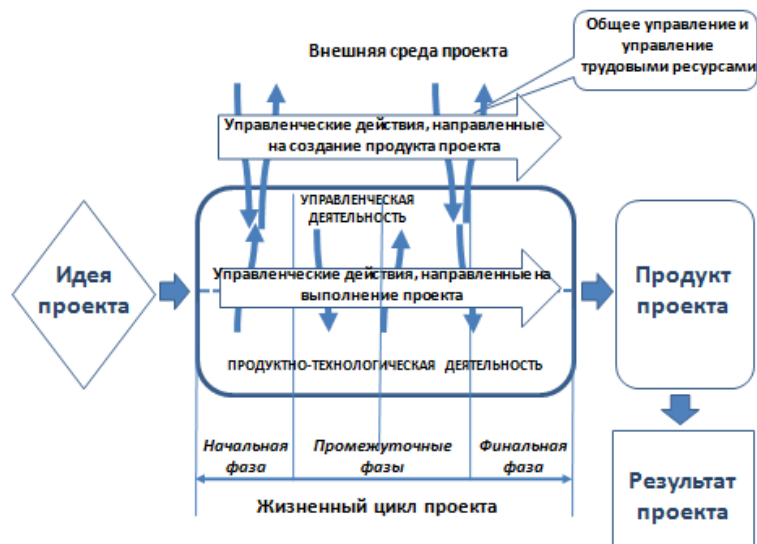 Общее управление и
управление
трудовыми ресурсами
Внешняя среда проекта
Управленческие действия, направленные
на создание продукта проекта
УПРАВЛЕНЧЕСКАЯ
ДЕЯТЕЛЬНОСТЬ
Идея
проекта
Управленческие действия, направленные на
выполнение проекта
Продукт
проекта
ПРОДУКТНО-ТЕХНОЛОГИЧЕСКАЯ ДЕЯТЕЛЬНОСТЬ
Начальная
фаза
Промежуточные
фазы
Финальная
фаза
Жизненный цикл проекта
Результат
проекта